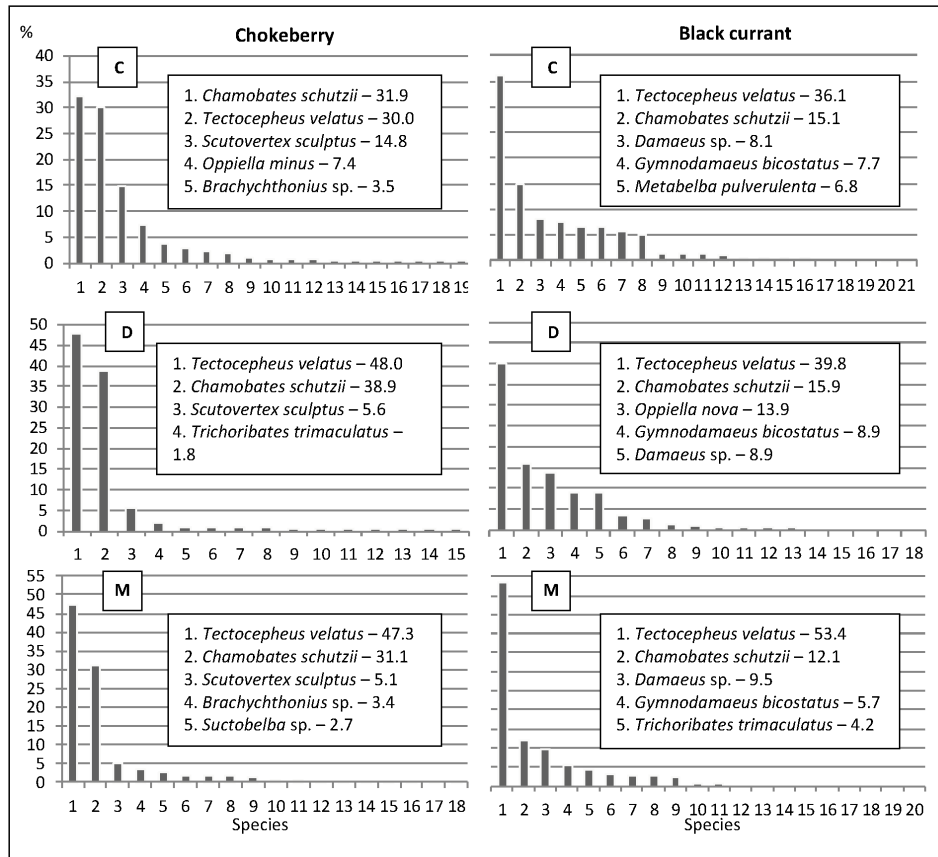 Chokeberry
Black currant
%
C
40
35
30
25
20
15
10
5
0
1. Chamobates schutzii – 31.9
2. Tectocepheus velatus – 30.0
3. Scutovertex sculptus – 14.8
4. Oppiella minus – 7.4
5. Brachychthonius sp. – 3.5
1 2 3 4 5 6 7 8 9 10 11 12 13 14 15 16 17 18 19
C
1. Tectocepheus velatus – 36.1
2. Chamobates schutzii – 15.1
3. Damaeus sp. – 8.1
4. Gymnodamaeus bicostatus – 7.7
5. Metabelba pulverulenta – 6.8
1 2 3 4 5 6 7 8 9 10 11 12 13 14 15 16 17 18 19 20 21
D
50
45
40
35
30
25
20
15
10
5
0
1. Tectocepheus velatus – 48.0
2. Chamobates schutzii – 38.9
3. Scutovertex sculptus – 5.6
4. Trichoribates trimaculatus –
1.8
1 2 3 4 5 6 7 8 9 10 11 12 13 14 15
D
1. Tectocepheus velatus – 39.8
2. Chamobates schutzii – 15.9
3. Oppiella nova – 13.9
4. Gymnodamaeus bicostatus – 8.9
5. Damaeus sp. – 8.9
1 2 3 4 5 6 7 8 9 10 11 12 13 14 15 16 17 18
M
55
50
45
40
35
30
25
20
15
10
5
0
1. Tectocepheus velatus – 47.3
2. Chamobates schutzii – 31.1
3. Scutovertex sculptus – 5.1
4. Brachychthonius sp. – 3.4
5. Suctobelba sp. – 2.7
1 2 3 4 5 6 7 8 9 10 11 12 13 14 15 16 17 18
Species
M
1. Tectocepheus velatus – 53.4
2. Chamobates schutzii – 12.1
3. Damaeus sp. – 9.5
4. Gymnodamaeus bicostatus – 5.7
5. Trichoribates trimaculatus – 4.2
1 2 3 4 5 6 7 8 9 10 11 12 13 14 15 16 17 18 19 20
Species